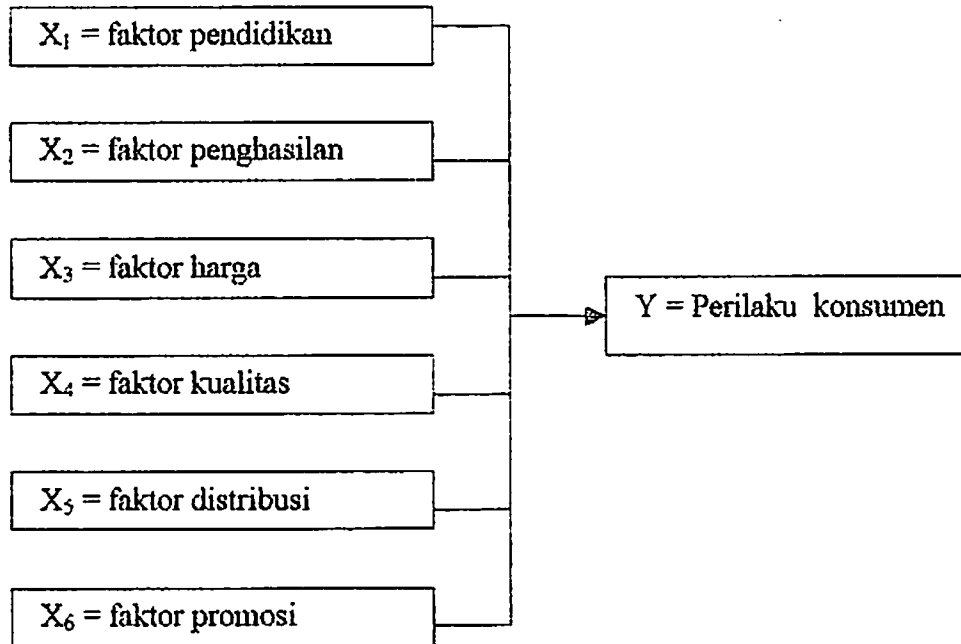 X₁ = faktor pendidikan
X₂ = faktor penghasilan
X₃ = faktor harga
Y = Perilaku konsumen
X₄ = faktor kualitas
X₅ = faktor distribusi
X₆ = faktor promosi